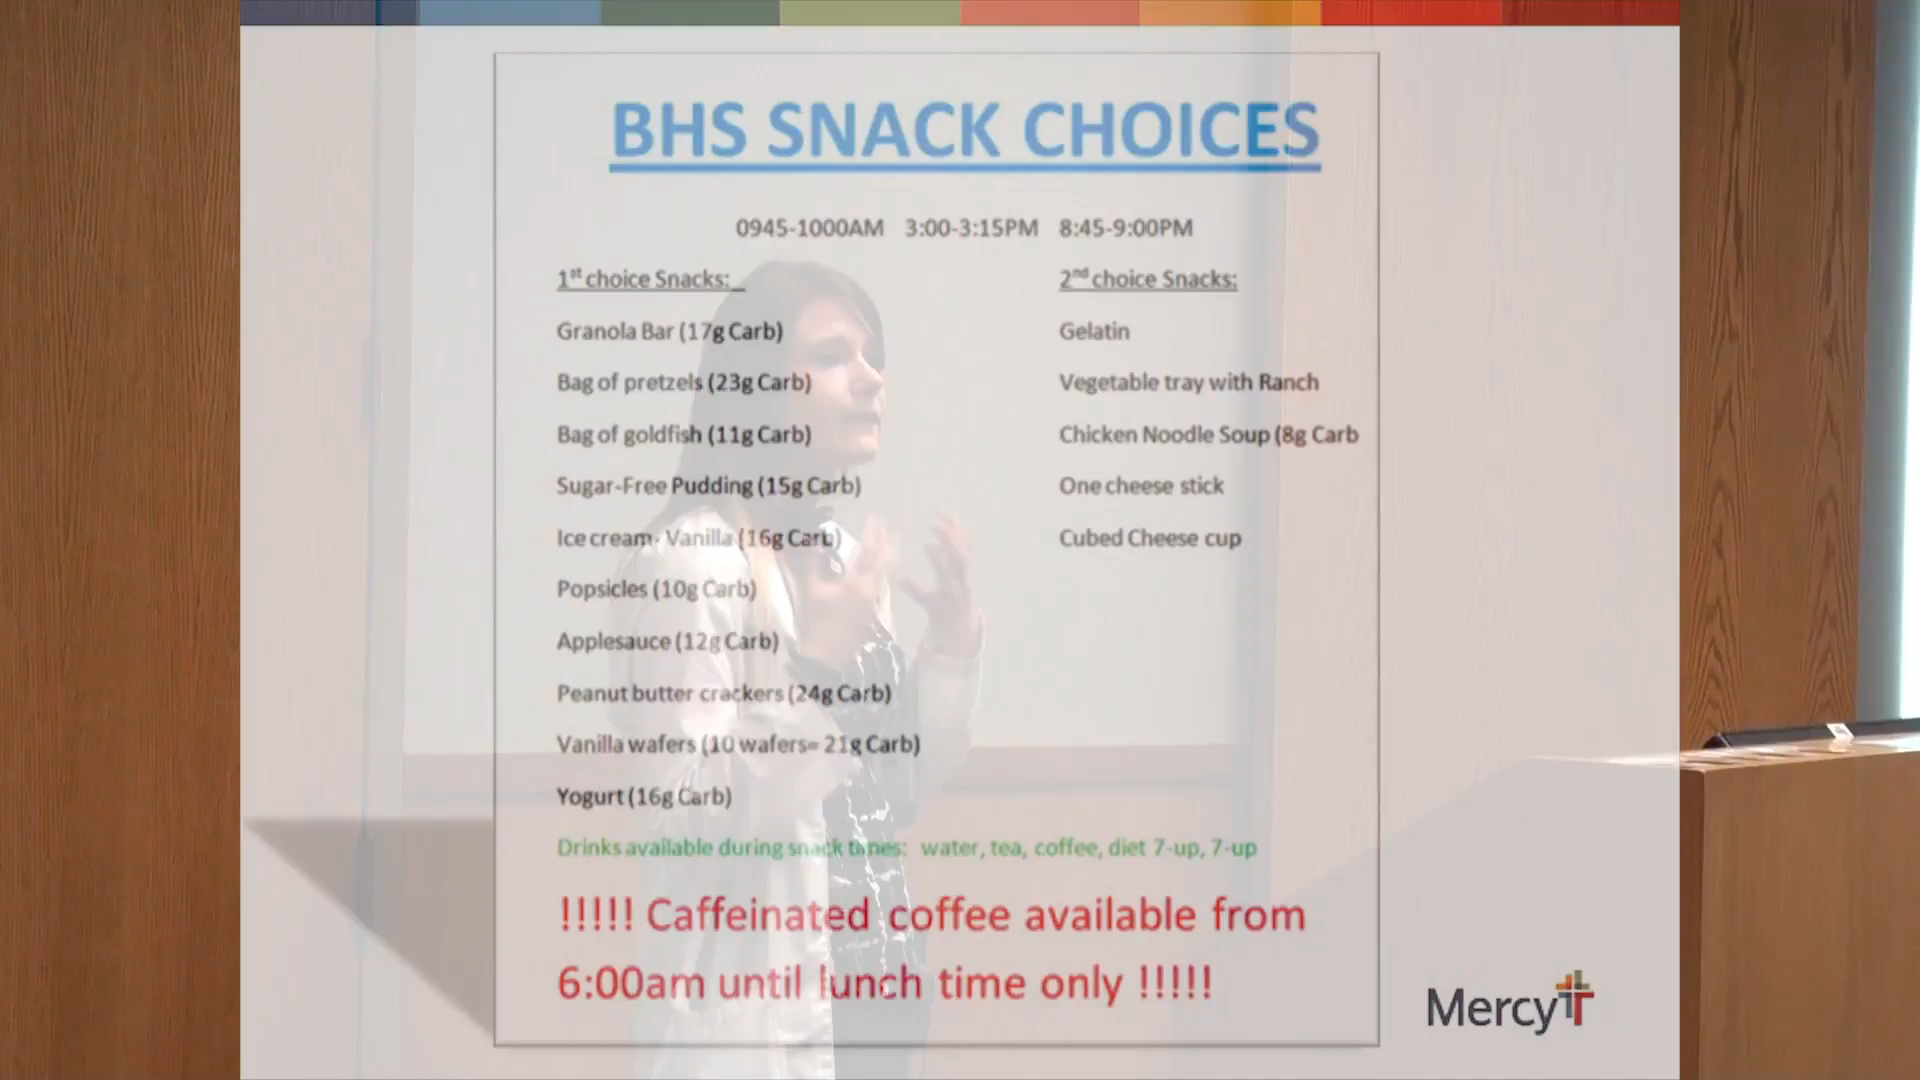 BHS SNACK CHOICES
0945-1000AM 3:00-3:15PM 8:45-9:00PM
1st choice Snacks:
Granola Bar (17g Carb)
Bag of pretzels (23g Carb)
Bag of goldfish (11g Carb)
Sugar-Free Pudding (15g Carb)
Ice cream- Vanilla (16g Carb)
Popsicles (10g Carb)
Applesauce (12g Carb)
Peanut butter crackers (24g Carb)
Vanilla wafers (10 wafers= 21g Carb)
Yogurt (16g Carb)
2nd choice Snacks:
Gelatin
Vegetable tray with Ranch
Chicken Noodle Soup (8g Carb
One cheese stick
Cubed Cheese cup
Drinks available during snack times: water, tea, coffee, diet 7-up, 7-up
!!!!! Caffeinated coffee available from
6:00am until lunch time only !!!!!
Mercy